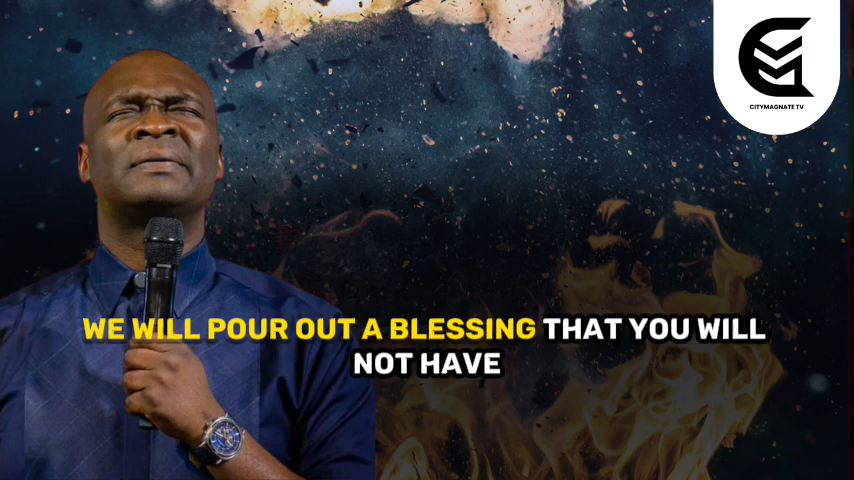 CITYMAGNATE TV
WE WILL POUR OUT A BLESSING THAT YOU WILL
NOT HAVE